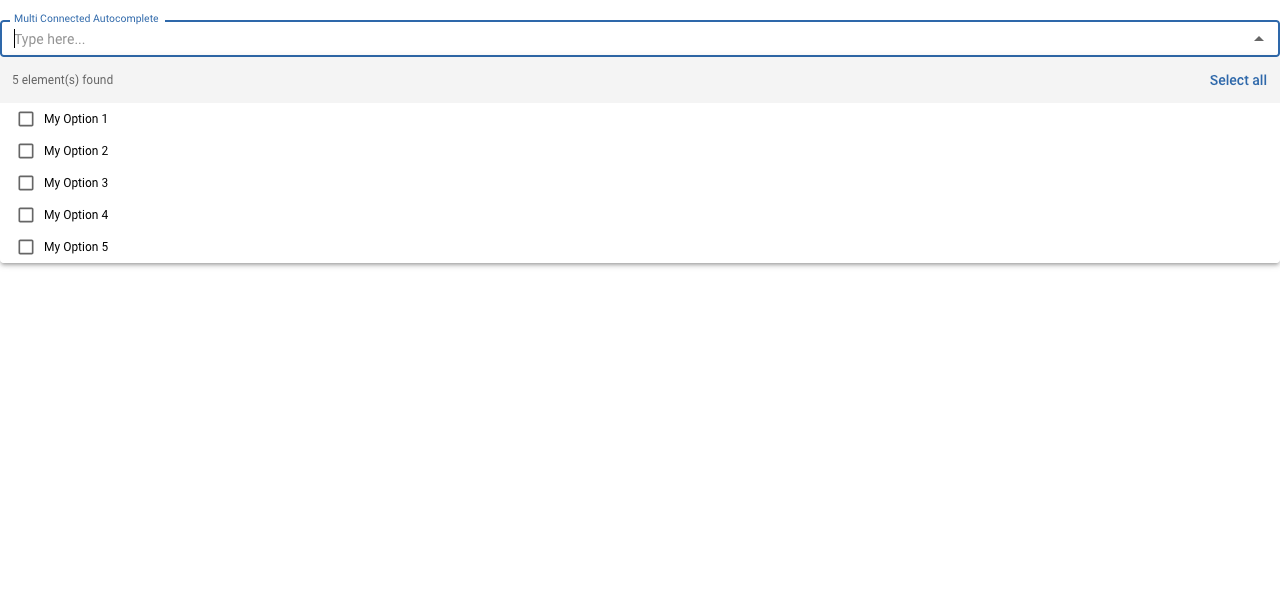 Multi Connected Autocomplete
Type here...
5 element(s) found
Select all
My Option 1
My Option 2
My Option 3
My Option 4
My Option 5